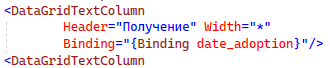 <DataGridTextColumn
Header="Получение" Width="*"
Binding="{Binding date_adoption}"/>
<DataGridTextColumn